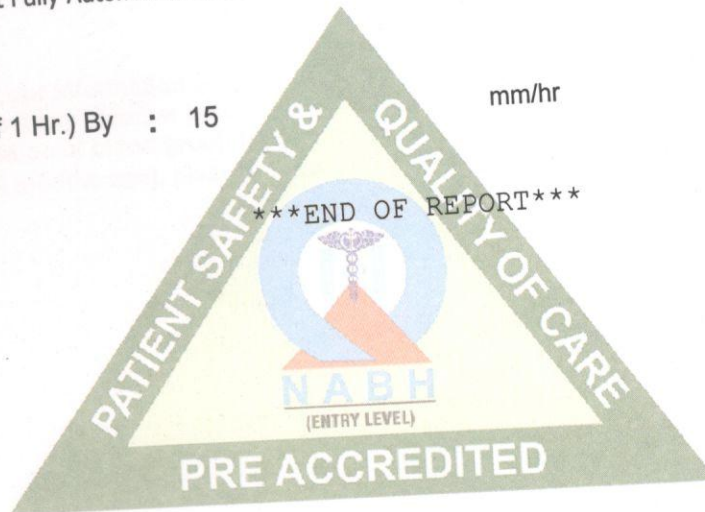 Fully
1 Hr.) By : 15 mm/hr
***END OF REPORT***
PATIENT SAFETY & QUALITY OF CARE
NABH
(ENTRY LEVEL)
PRE ACCREDITED